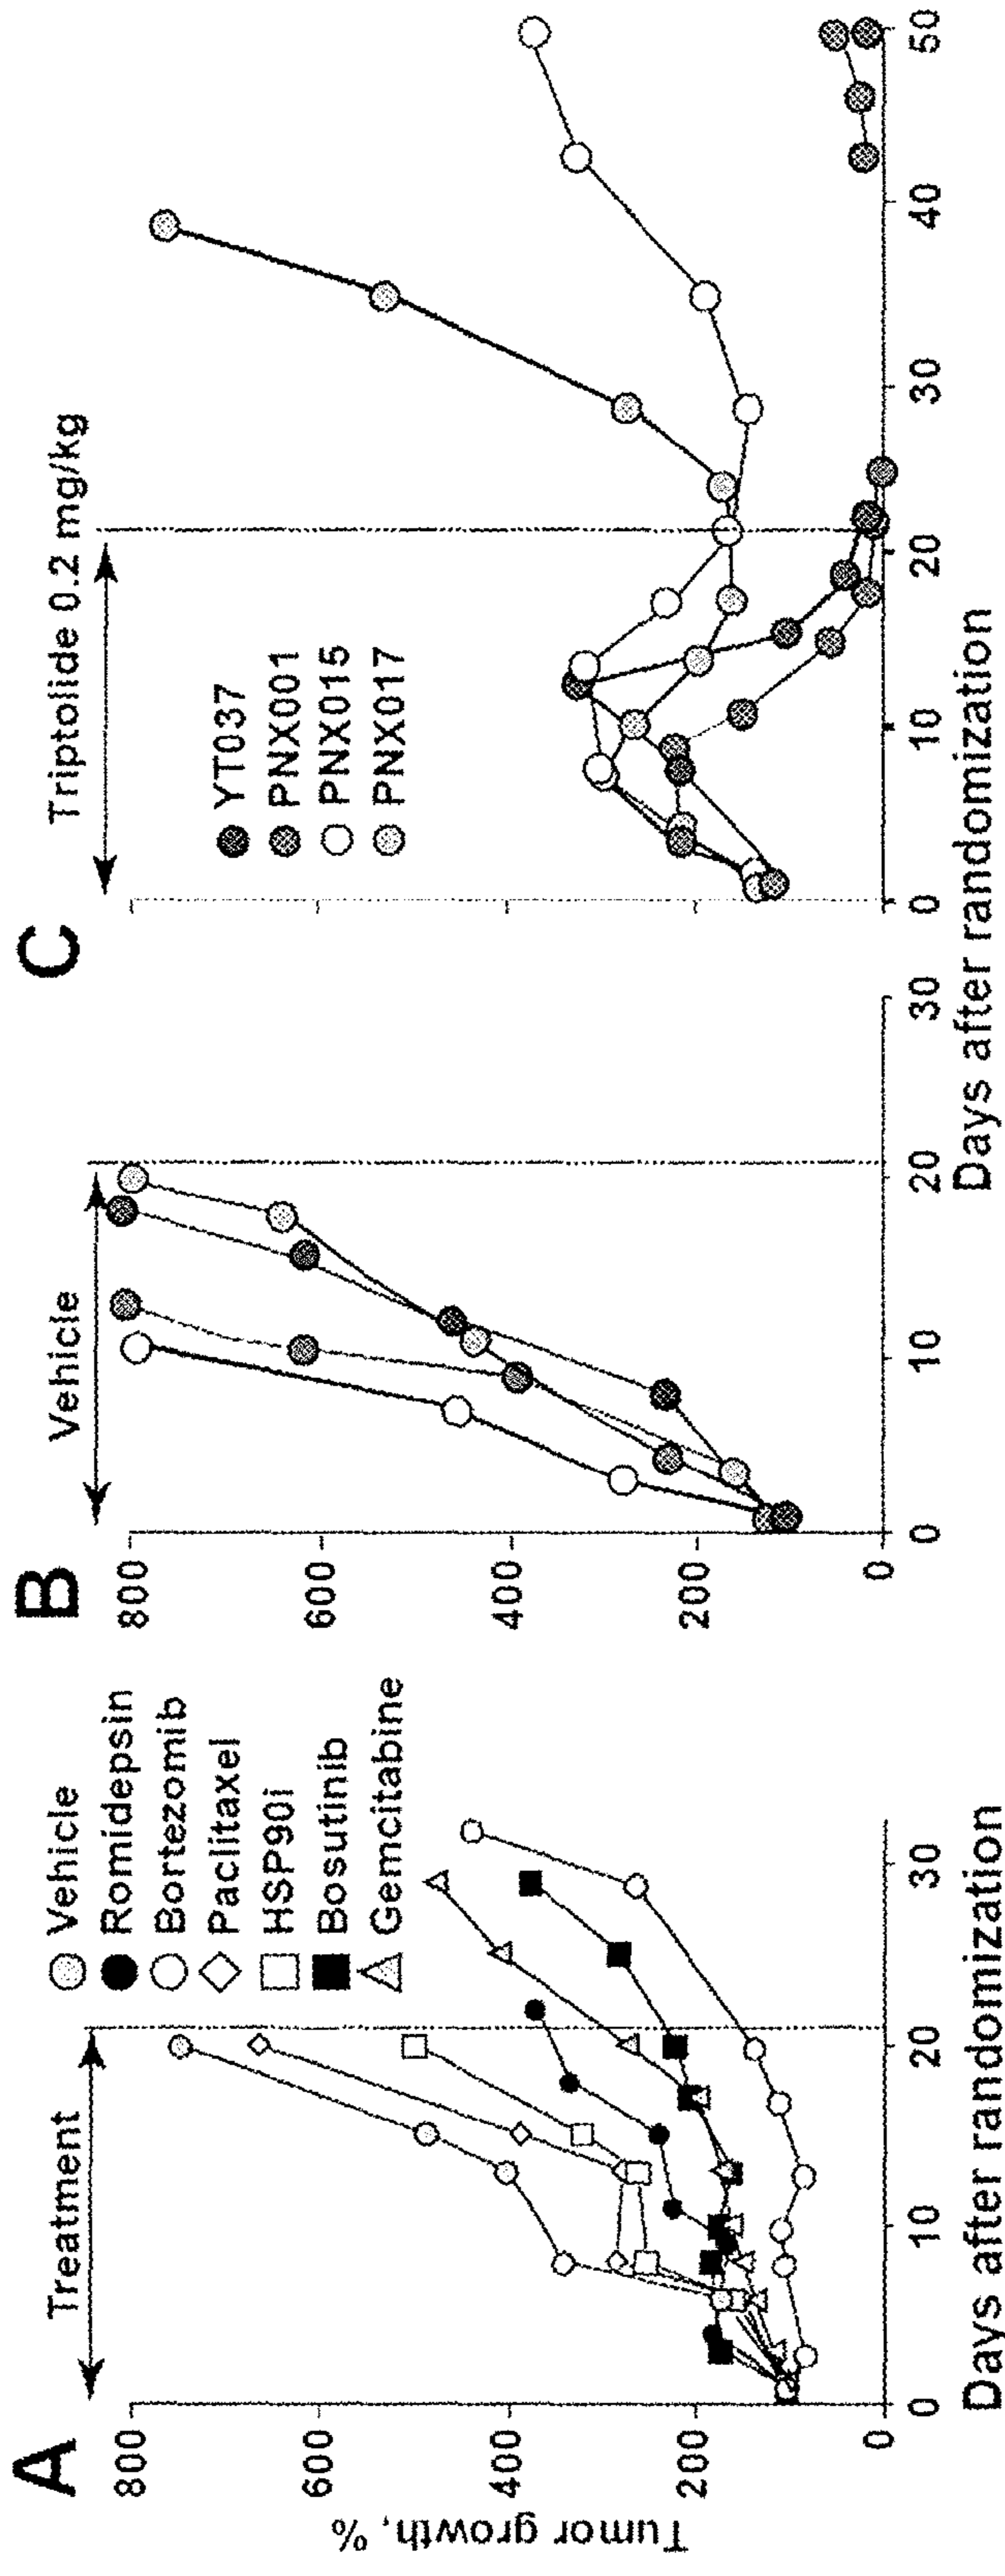 A
Treatment
Tumor growth, %
800
600
400
200
0
0
10
20
30
Days after randomization
Vehicle
Romidepsin
Bortezomib
Paclitaxel
HSP90i
Bosutinib
Gemcitabine
B
Vehicle
800
600
400
200
0
0
10
20
30
C
Triptolide 0.2 mg/kg
YT037
PNX001
PNX015
PNX017
0
10
20
30
40
50
Days after randomization